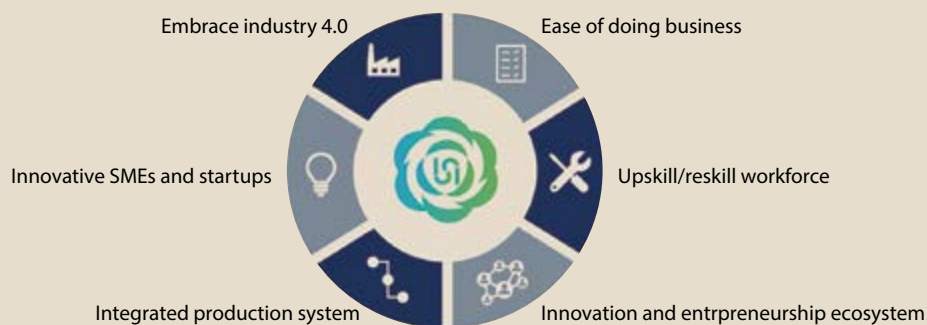 Embrace industry 4.0
Ease of doing business
Innovative SMEs and startups
Upskill/reskill workforce
Integrated production system
Innovation and entrpreneurship ecosystem